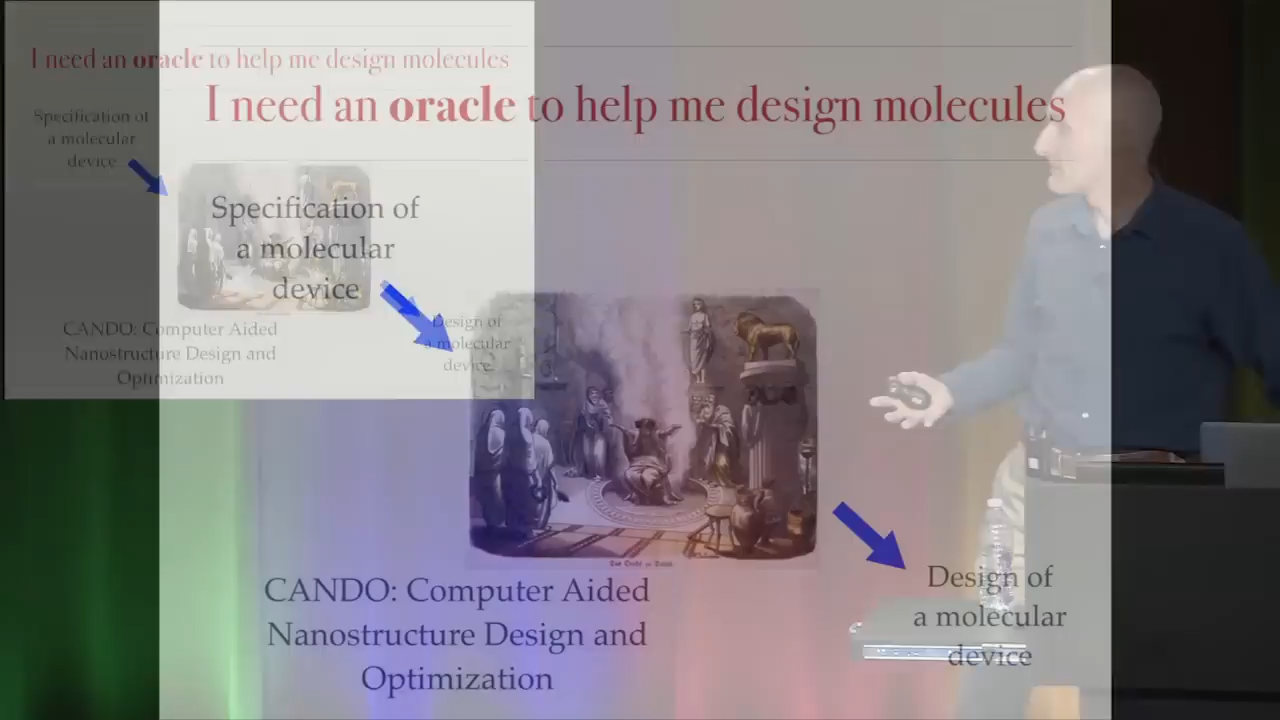 I need an oracle to help me design molecules
Specification of
a molecular
device
CANDO: Computer Aided
Nanostructure Design and
Optimization
Design of
a molecular
device
I need an oracle to help me design molecules
Specification of
a molecular
device
CANDO: Computer Aided
Nanostructure Design and
Optimization
Design of
a molecular
device